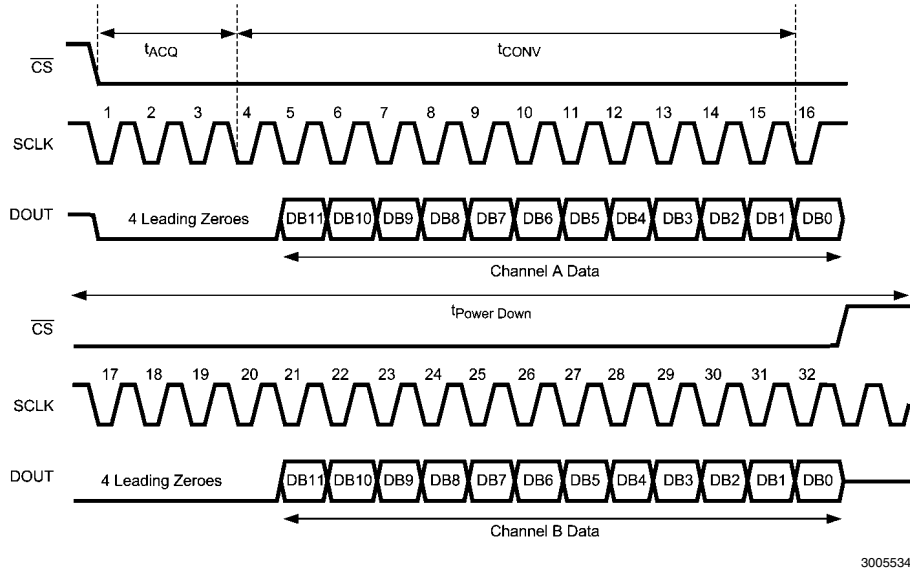 tACQ tCONV
CS
1 2 3 4 5 6 7 8 9 10 11 12 13 14 15 16
SCLK
DOUT 4 Leading Zeroes DB11 DB10 DB9 DB8 DB7 DB6 DB5 DB4 DB3 DB2 DB1 DB0
Channel A Data
tPower Down
CS
17 18 19 20 21 22 23 24 25 26 27 28 29 30 31 32
SCLK
DOUT 4 Leading Zeroes DB11 DB10 DB9 DB8 DB7 DB6 DB5 DB4 DB3 DB2 DB1 DB0
Channel B Data
3005534